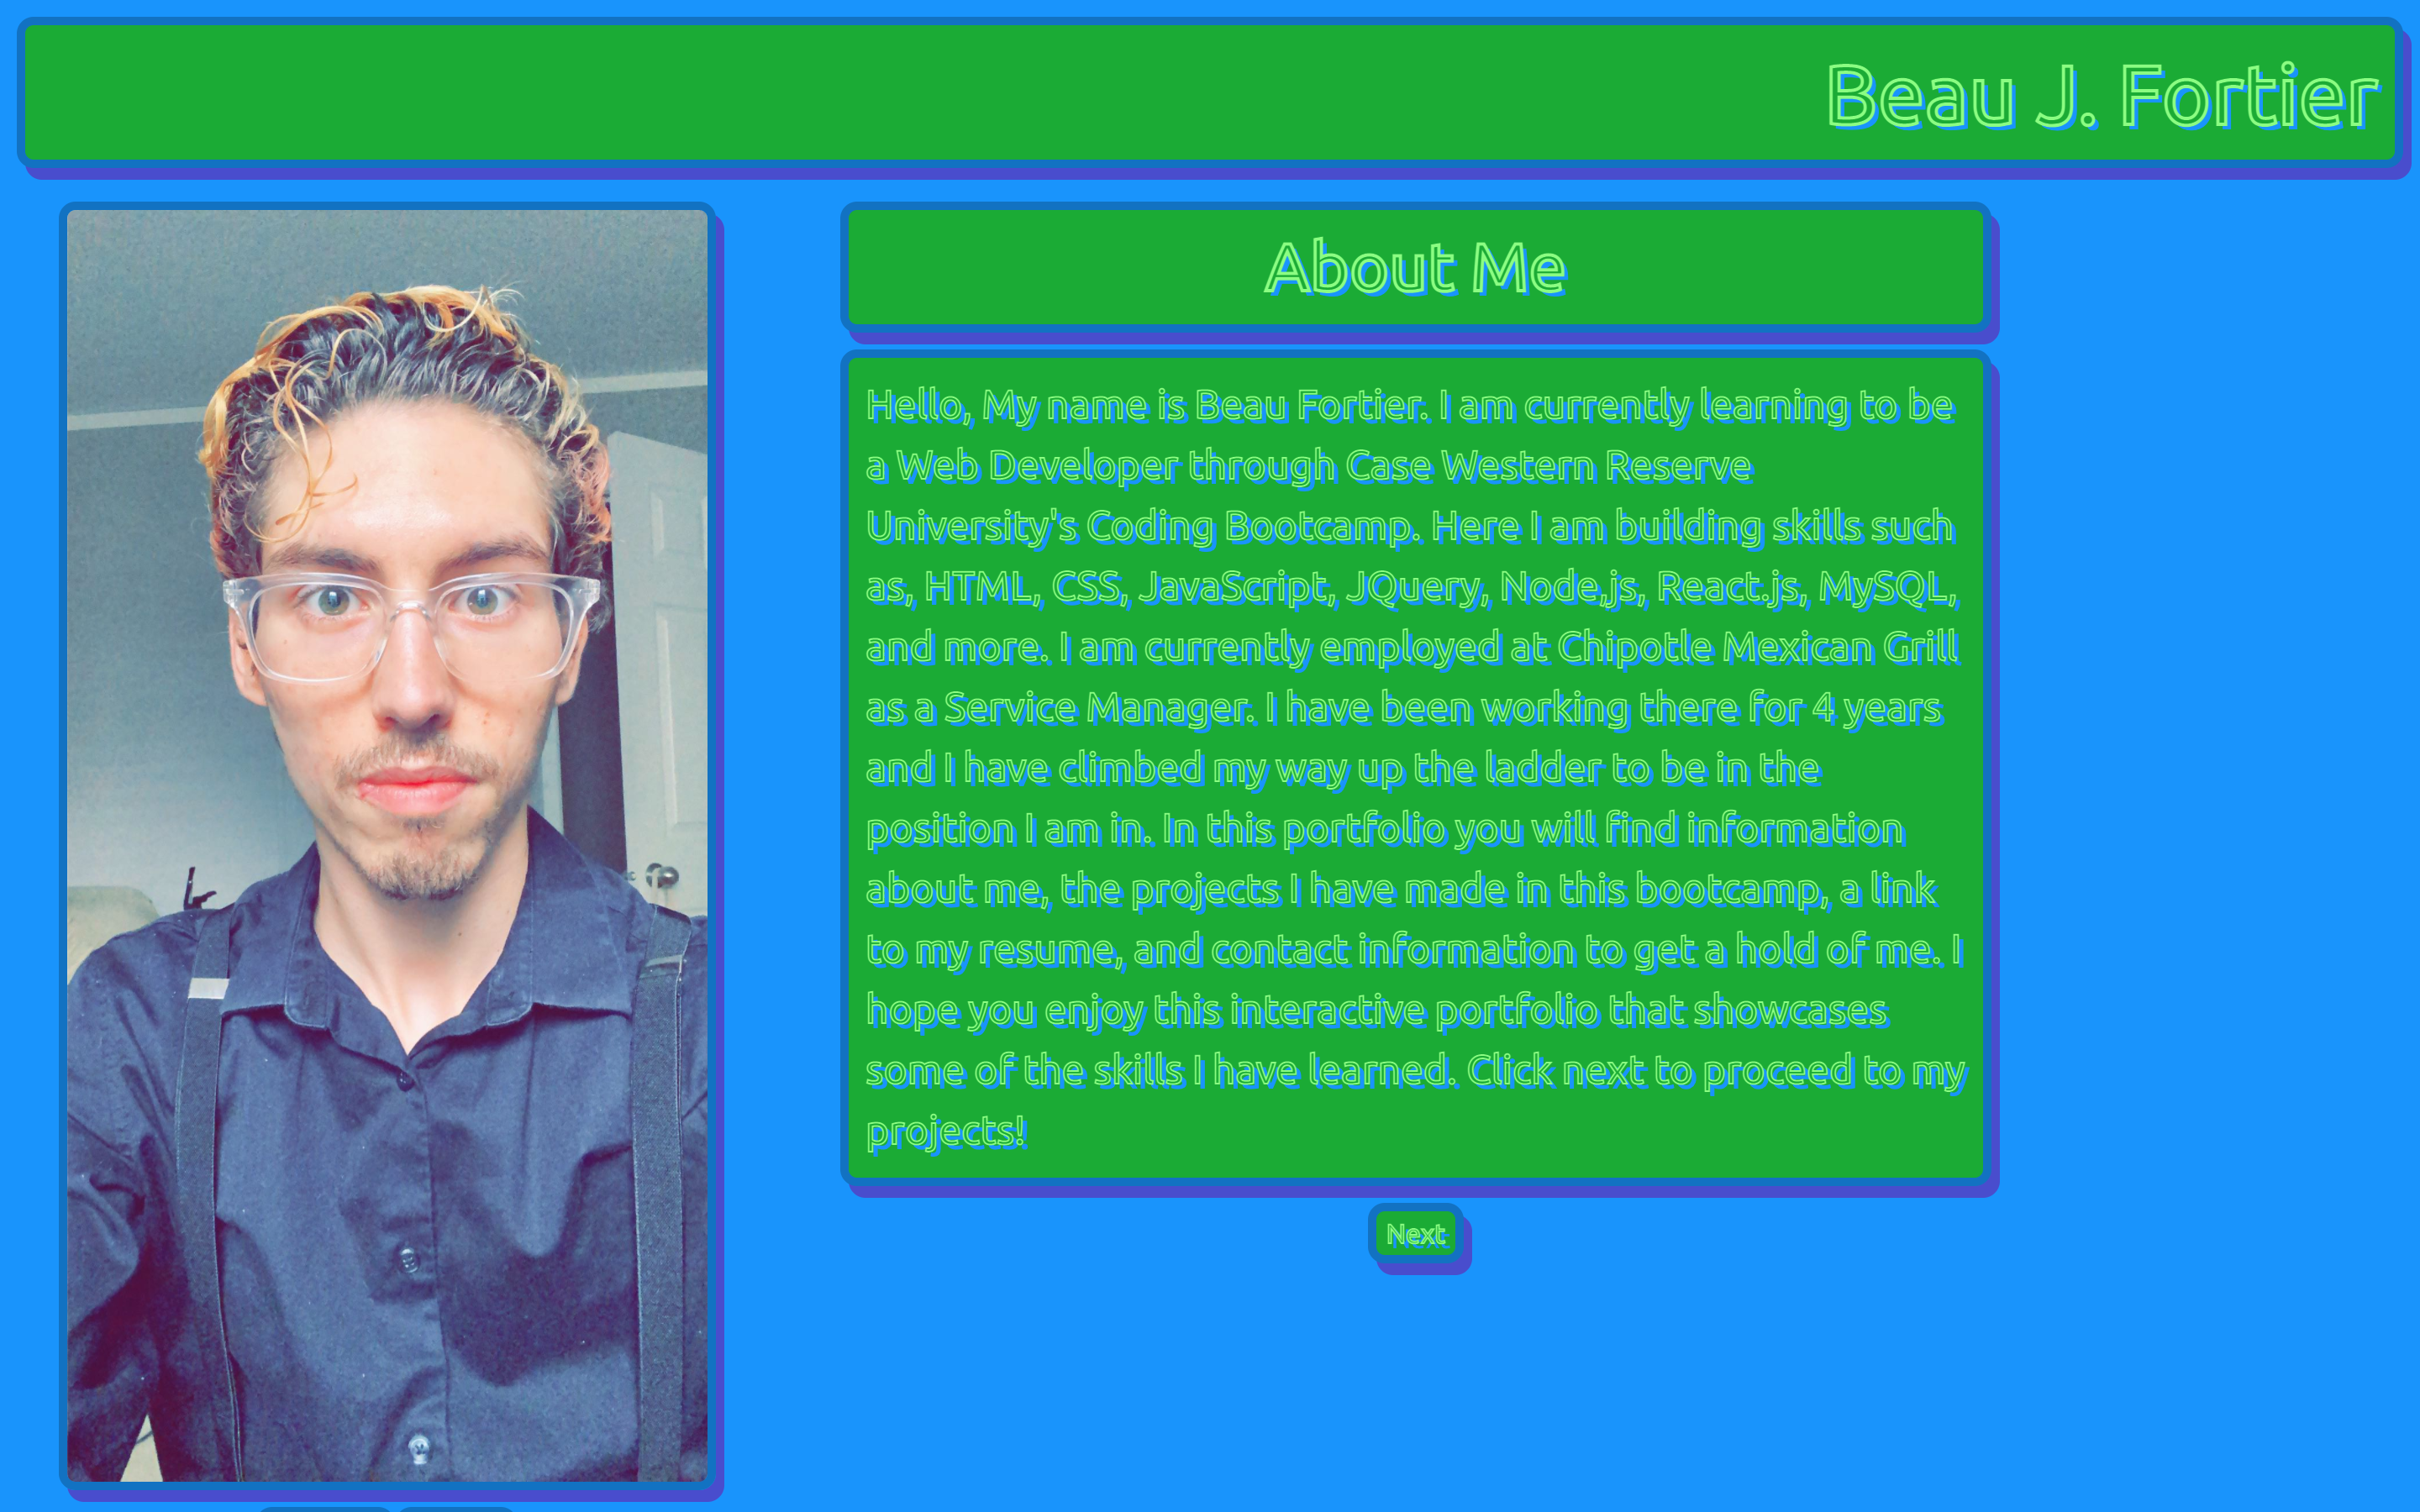 Beau J. Fortier
About Me
Hello, My name is Beau Fortier. I am currently learning to be
a Web Developer through Case Western Reserve
University's Coding Bootcamp. Here I am building skills such
as, HTML, CSS, JavaScript, JQuery, Node,js, React.js, MySQL,
and more. I am currently employed at Chipotle Mexican Grill
as a Service Manager. I have been working there for 4 years
and I have climbed my way up the ladder to be in the
position I am in. In this portfolio you will find information
about me, the projects I have made in this bootcamp, a link
to my resume, and contact information to get a hold of me. I
hope you enjoy this interactive portfolio that showcases
some of the skills I have learned. Click next to proceed to my
projects!
Next